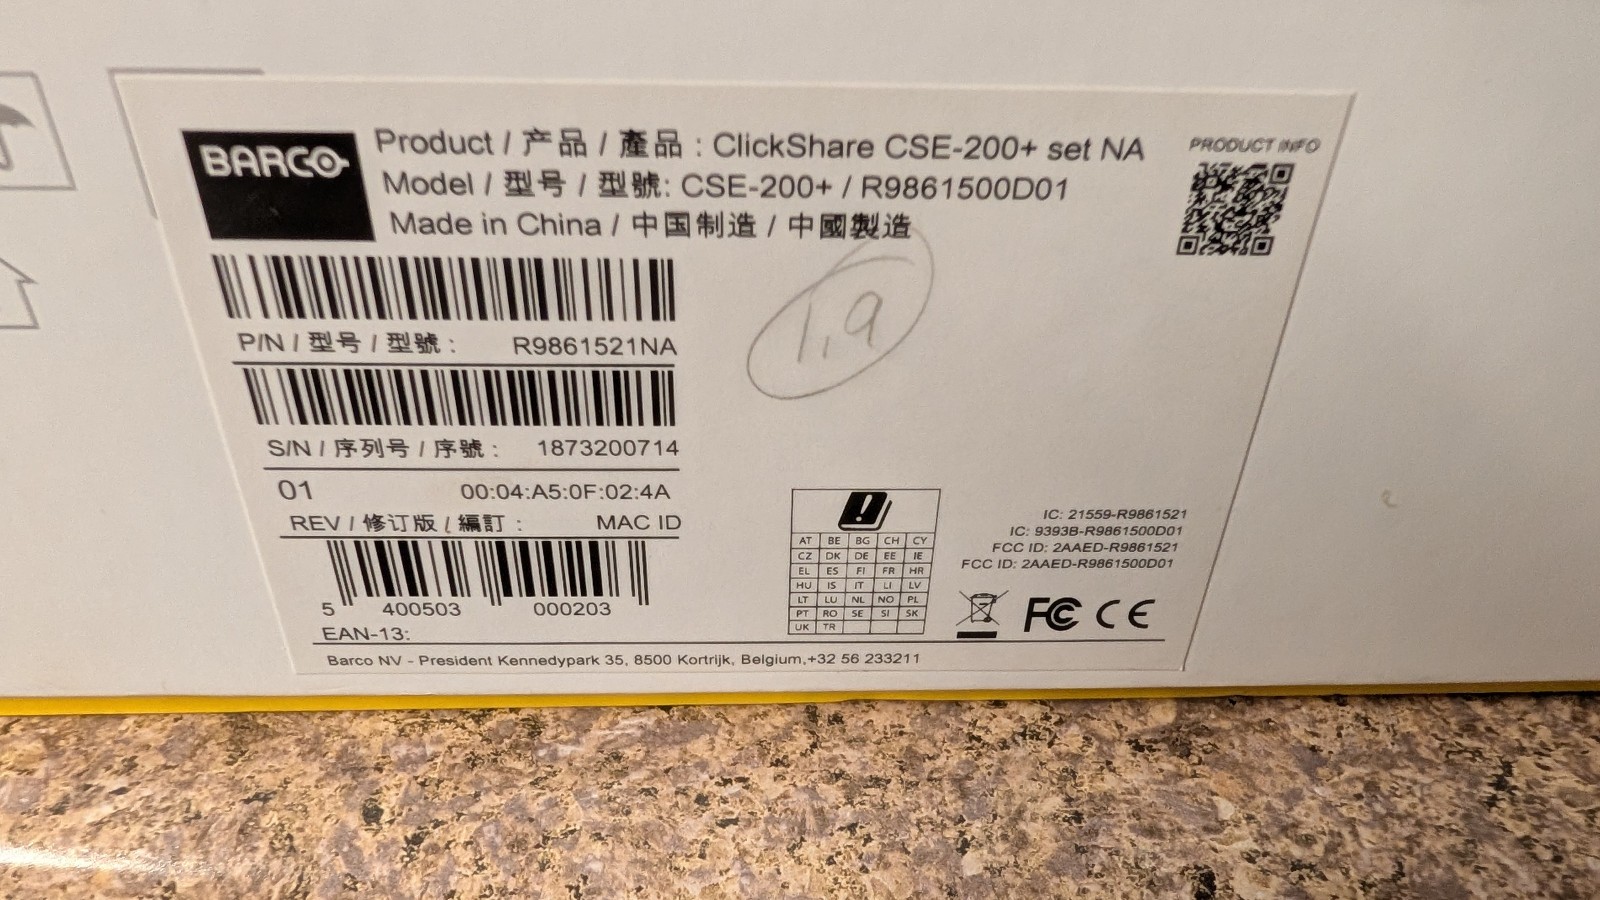 BARCO
Product / 产品 / 產品 : ClickShare CSE-200+ set NA
Model / 型号 / 型號: CSE-200+ / R9861500D01
Made in China / 中国制造 / 中國製造
PRODUCT INFO
P/N / 型号 / 型號 : R9861521NA
1,9
S/N / 序列号 / 序號 : 1873200714
01 00:04:A5:0F:02:4A
REV / 修订版 / 編訂 : MAC ID
5 400503 000203
EAN-13:
AT BE BG CH CY
CZ DK DE EE IE
EL ES FI FR HR
HU IS IT LI LV
LT LU NL NO PL
PT RO SE SI SK
UK TR
IC: 21559-R9861521
IC: 9393B-R9861500D01
FCC ID: 2AAED-R9861521
FCC ID: 2AAED-R9861500D01
FC CE
Barco NV - President Kennedypark 35, 8500 Kortrijk, Belgium,+32 56 233211